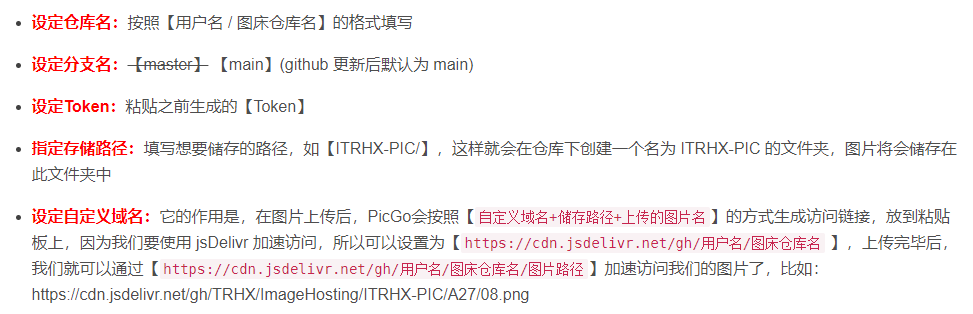 设定仓库名：按照【用户名 / 图床仓库名】的格式填写
设定分支名：【master】 【main】(github 更新后默认为 main)
设定Token：粘贴之前生成的【Token】
指定存储路径：填写想要储存的路径，如【ITRHX-PIC/】，这样就会在仓库下创建一个名为 ITRHX-PIC 的文件夹，图片将会储存在
此文件夹中
设定自定义域名：它的作用是，在图片上传后，PicGo会按照【自定义域名+储存路径+上传的图片名】的方式生成访问链接，放到粘贴
板上，因为我们要使用 jsDelivr 加速访问，所以可以设置为【https://cdn.jsdelivr.net/gh/用户名/图床仓库名 】，上传完毕后，
我们就可以通过【https://cdn.jsdelivr.net/gh/用户名/图床仓库名/图片路径】加速访问我们的图片了，比如：
https://cdn.jsdelivr.net/gh/TRHX/ImageHosting/ITRHX-PIC/A27/08.png